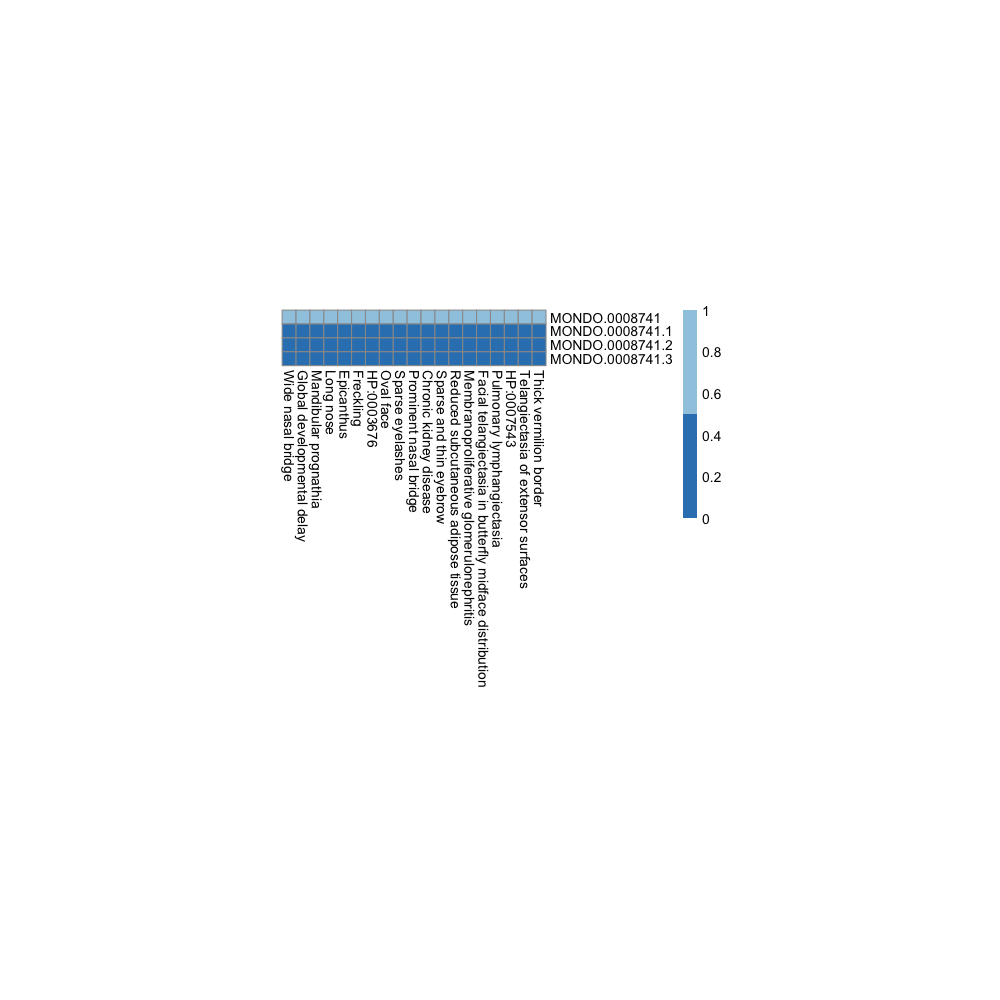 MONDO.0008741
MONDO.0008741.1
MONDO.0008741.2
MONDO.0008741.3
1
0.8
0.6
0.4
0.2
0
Wide nasal bridge
Global developmental delay
Mandibular prognathia
Long nose
Epicanthus
Freckling
HP:0003676
Oval face
Sparse eyelashes
Prominent nasal bridge
Chronic kidney disease
Sparse and thin eyebrow
Reduced subcutaneous adipose tissue
Membranoproliferative glomerulonephritis
Facial telangiectasia in butterfly midface distribution
Pulmonary lymphangiectasia
HP:0007543
Telangiectasia of extensor surfaces
Thick vermilion border